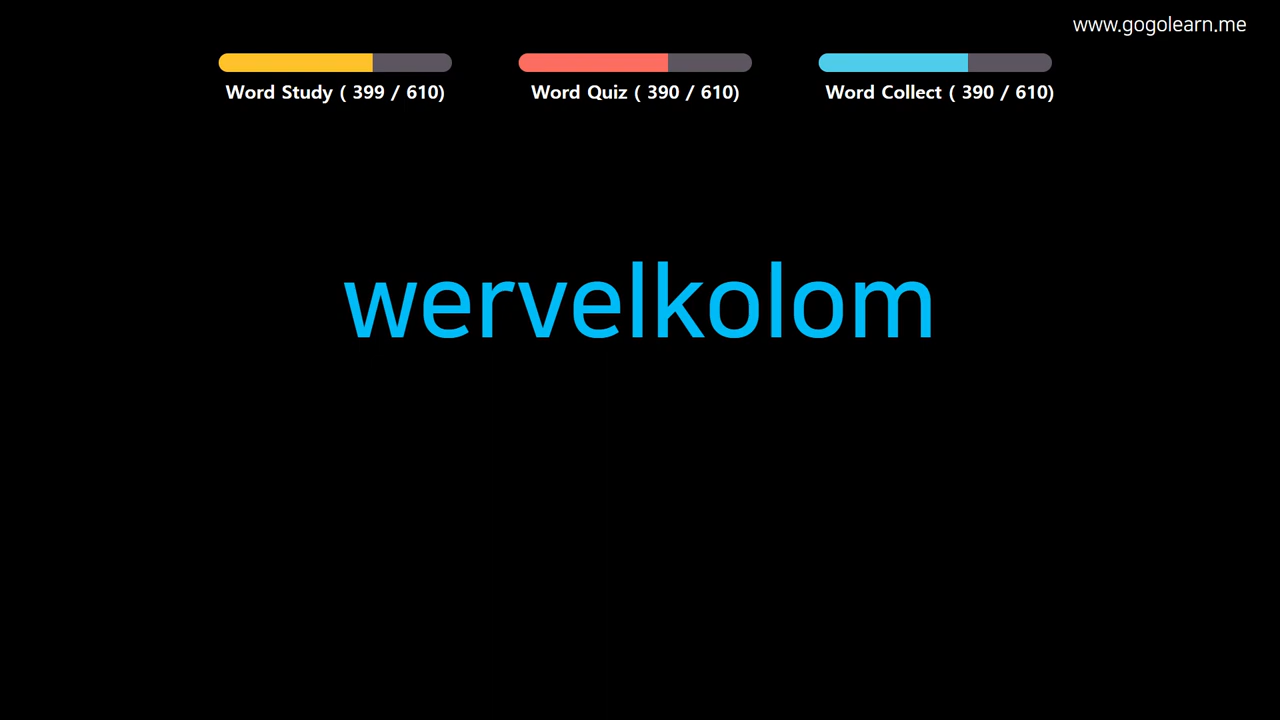 www.gogolearn.me
Word Study ( 399 / 610)
Word Quiz ( 390 / 610)
Word Collect ( 390 / 610)
wervelkolom